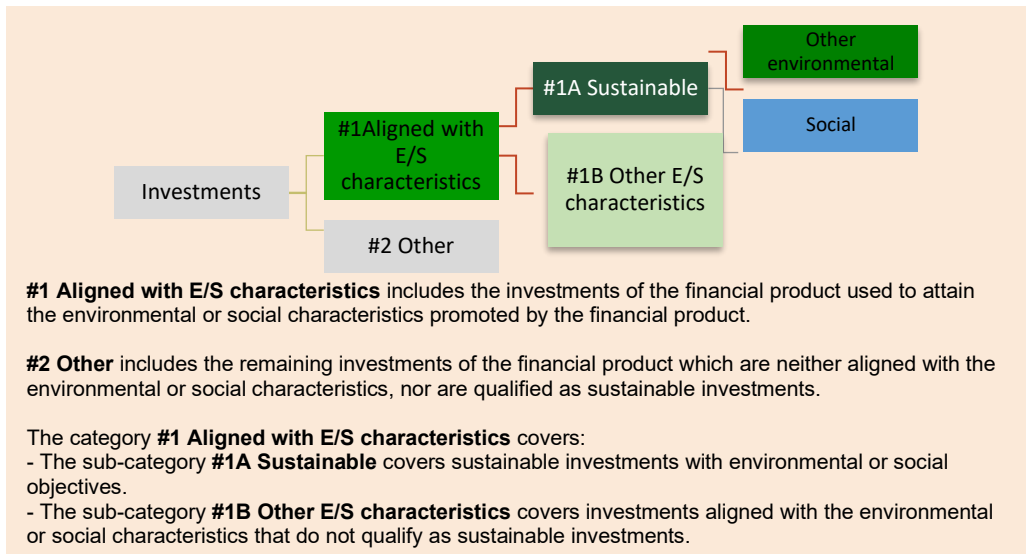 Other
environmental
#1A Sustainable
Social
#1Aligned with
E/S
characteristics
#1B Other E/S
characteristics
Investments
#2 Other
#1 Aligned with E/S characteristics includes the investments of the financial product used to attain
the environmental or social characteristics promoted by the financial product.
#2 Other includes the remaining investments of the financial product which are neither aligned with the
environmental or social characteristics, nor are qualified as sustainable investments.
The category #1 Aligned with E/S characteristics covers:
- The sub-category #1A Sustainable covers sustainable investments with environmental or social
objectives.
- The sub-category #1B Other E/S characteristics covers investments aligned with the environmental
or social characteristics that do not qualify as sustainable investments.